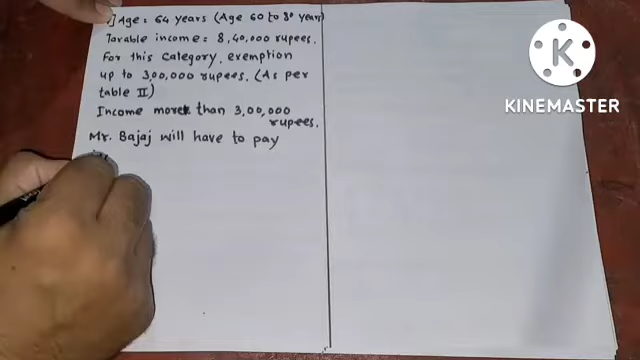 Age: 64 years (Age 60 to 80 years)
Taxable income = 8,40,000 rupees.
For this category, exemption
up to 3,00,000 rupees. (As per
table II)
Income more than 3,00,000
rupees.
Mr. Bajaj will have to pay
K
KINEMASTER